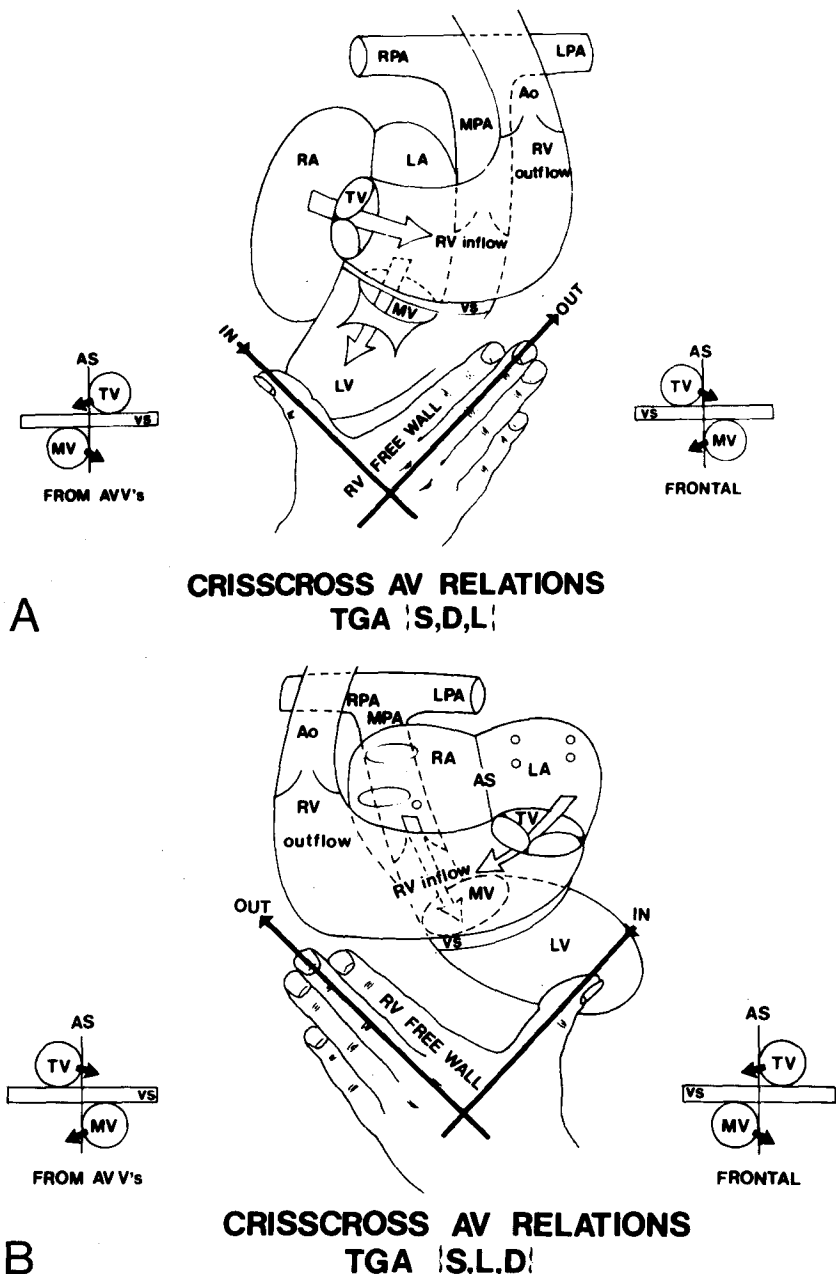 RPA
LPA
Ao
MPA
RA
LA
RV
outflow
TV
RV inflow
MV
VS
IN
OUT
LV
RV FREE WALL
AS
TV
VS
MV
FROM AVV's
AS
TV
VS
MV
FRONTAL
CRISSCROSS AV RELATIONS
A
TGA {S,D,L}
RPA
LPA
MPA
Ao
RA
AS
LA
RV
outflow
TV
RV inflow
MV
OUT
IN
VS
LV
RV FREE WALL
AS
TV
VS
MV
FROM AVV's
AS
TV
VS
MV
FRONTAL
CRISSCROSS AV RELATIONS
B
TGA {S,L,D}